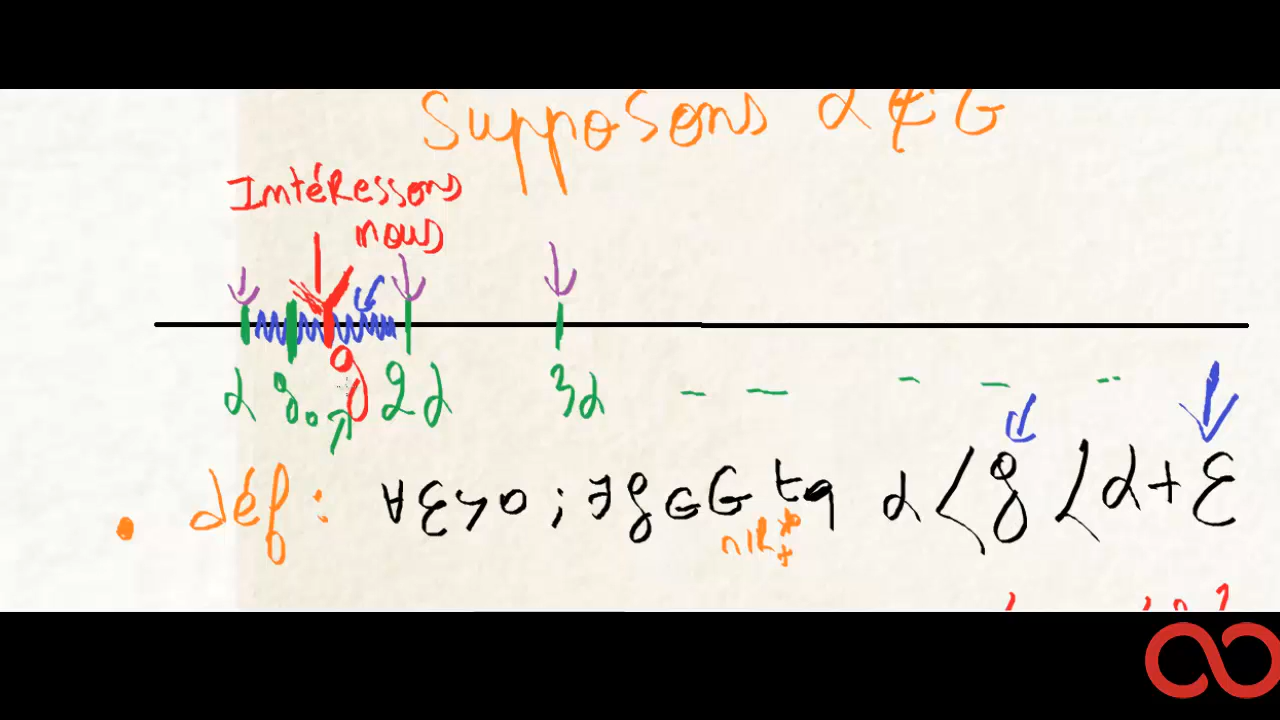 Supposons α ∉ G
Intéressons
nous
α g₀ g 2α 3α - - - - --
• déf : ∀ε>0 ; ∃g∈G tq α < g < α + ε
∩ℝ*₊